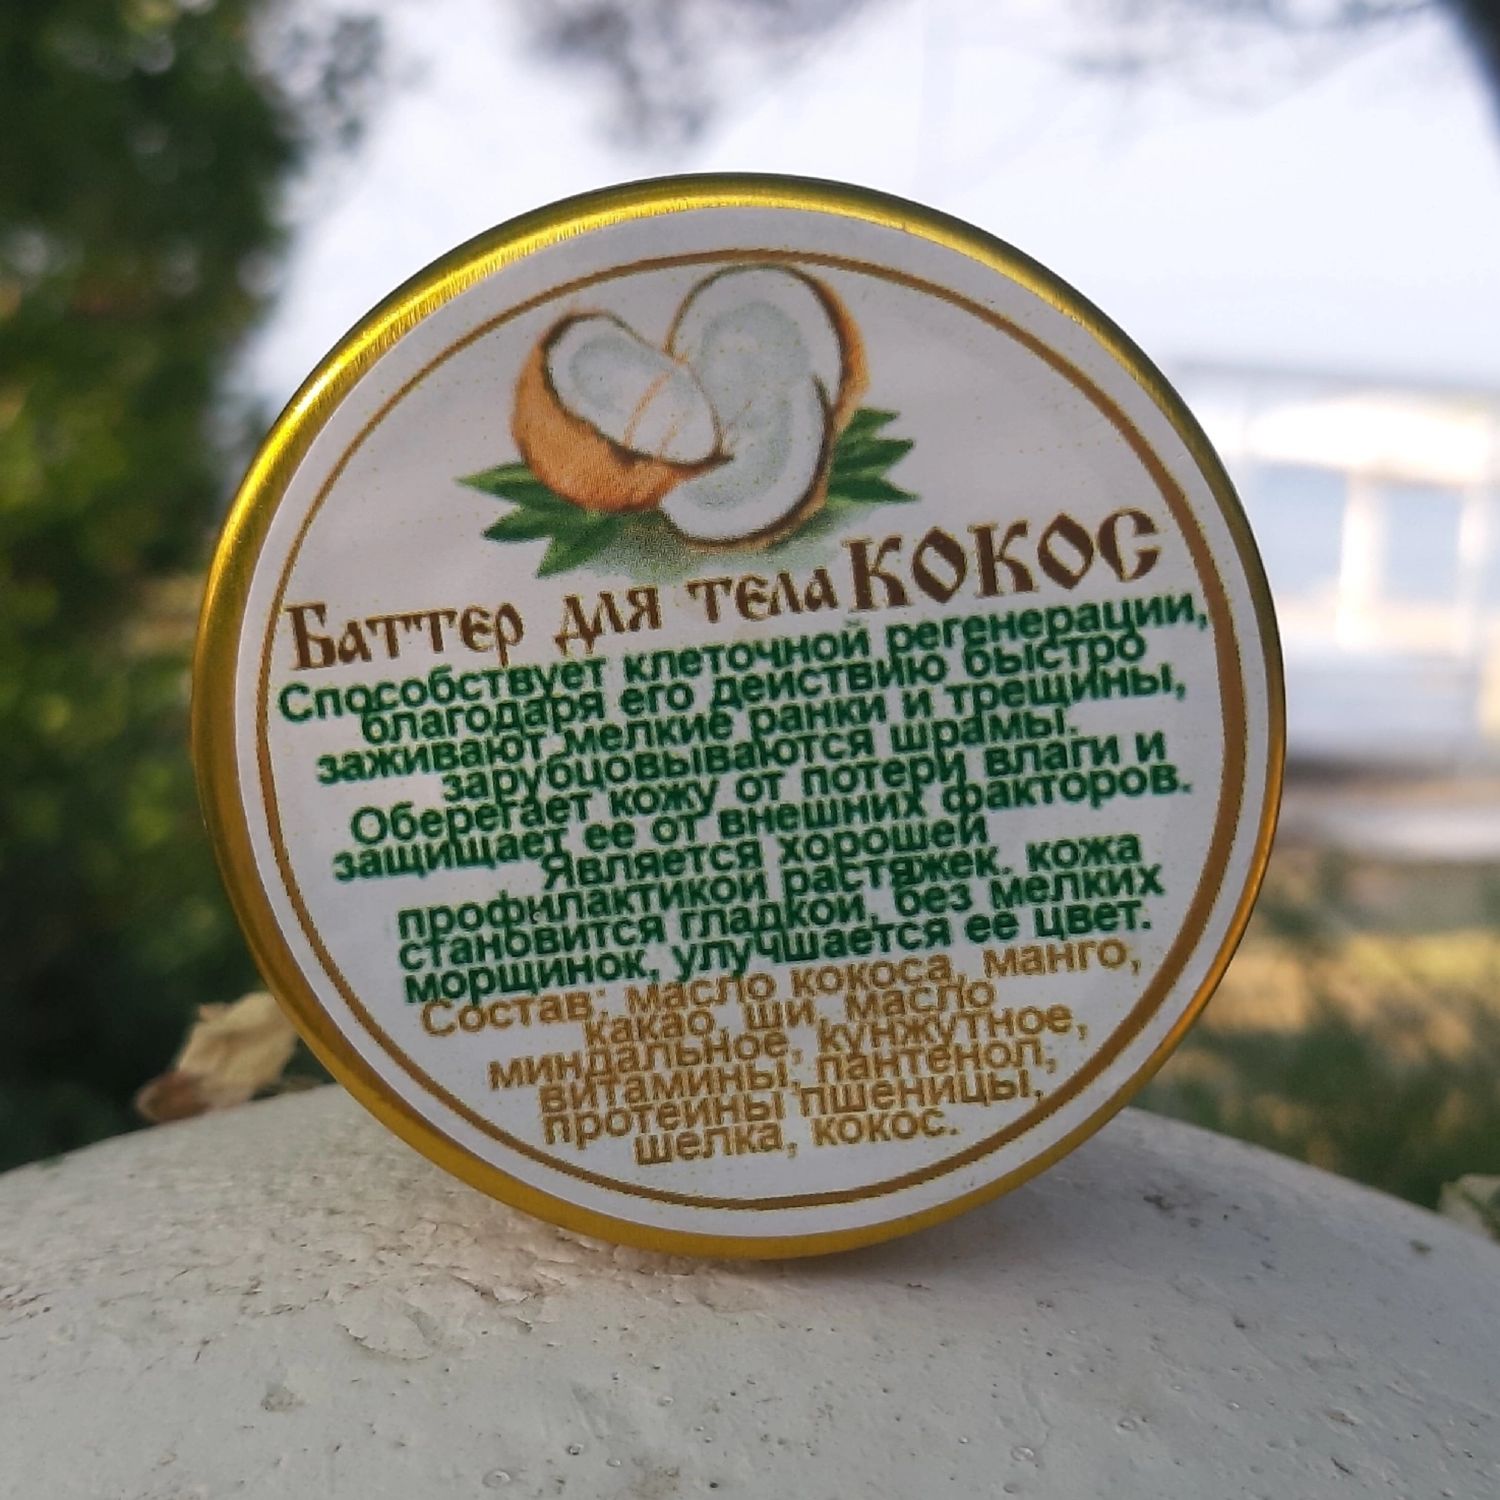 Баттер для тела КОКОС
Способствует клеточной регенерации,
благодаря его действию быстро
заживают мелкие ранки и трещины,
зарубцовываются шрамы.
Оберегает кожу от потери влаги и
защищает ее от внешних факторов.
Является хорошей
профилактикой растяжек. кожа
становится гладкой, без мелких
морщинок, улучшается ее цвет.
Состав: масло кокоса, манго,
какао, ши, масло
миндальное, кунжутное,
витамины, пантенол,
протеины пшеницы,
шелка, кокос.